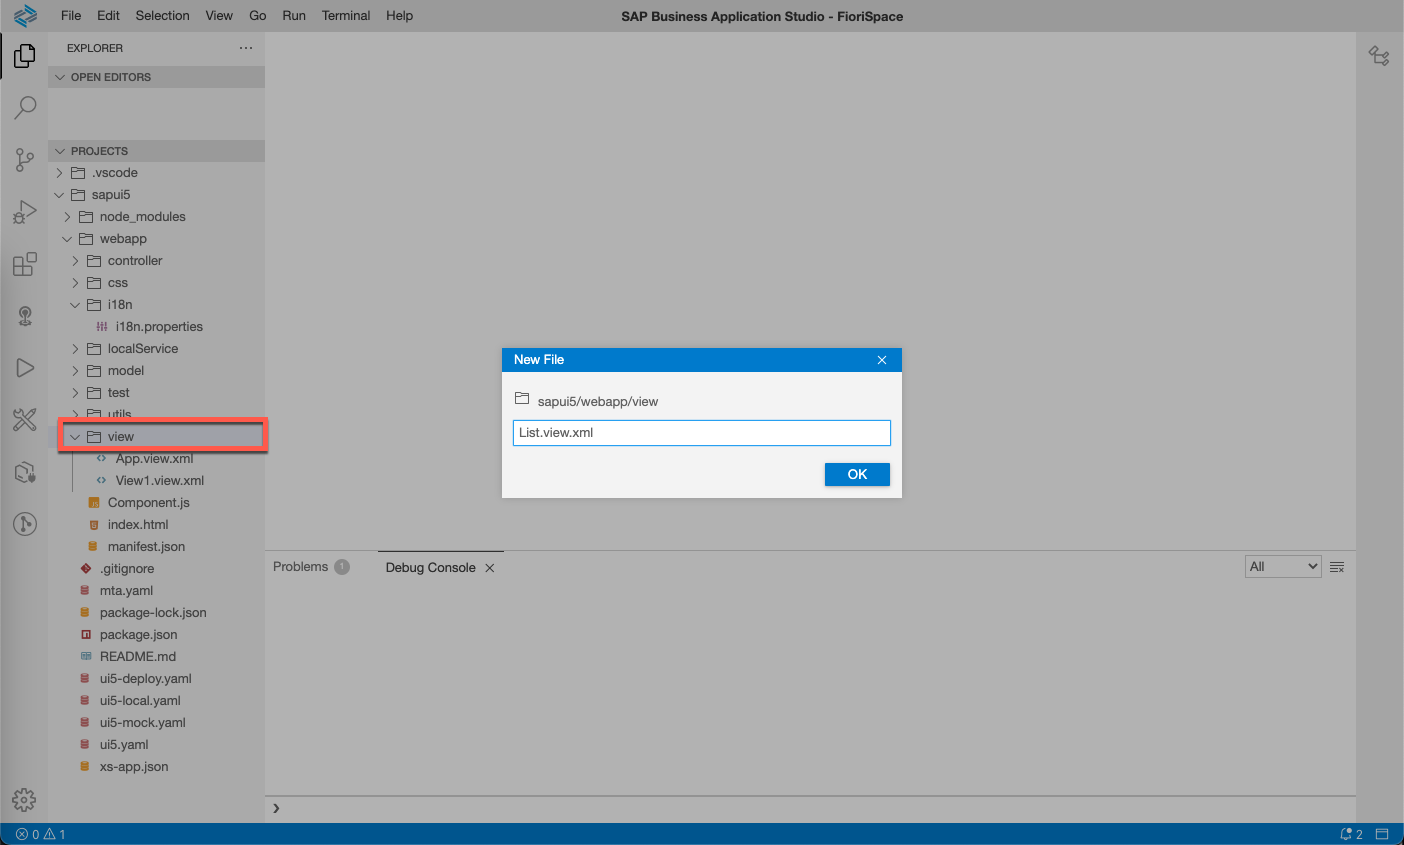 File Edit Selection View Go Run Terminal Help
SAP Business Application Studio - FioriSpace
EXPLORER
OPEN EDITORS
PROJECTS
.vscode
sapui5
node_modules
webapp
controller
css
i18n
i18n.properties
localService
model
test
utils
view
App.view.xml
View1.view.xml
Component.js
index.html
manifest.json
.gitignore
mta.yaml
package-lock.json
package.json
README.md
ui5-deploy.yaml
ui5-local.yaml
ui5-mock.yaml
ui5.yaml
xs-app.json
New File
sapui5/webapp/view
List.view.xml
OK
Problems 1 Debug Console All
0 1 2